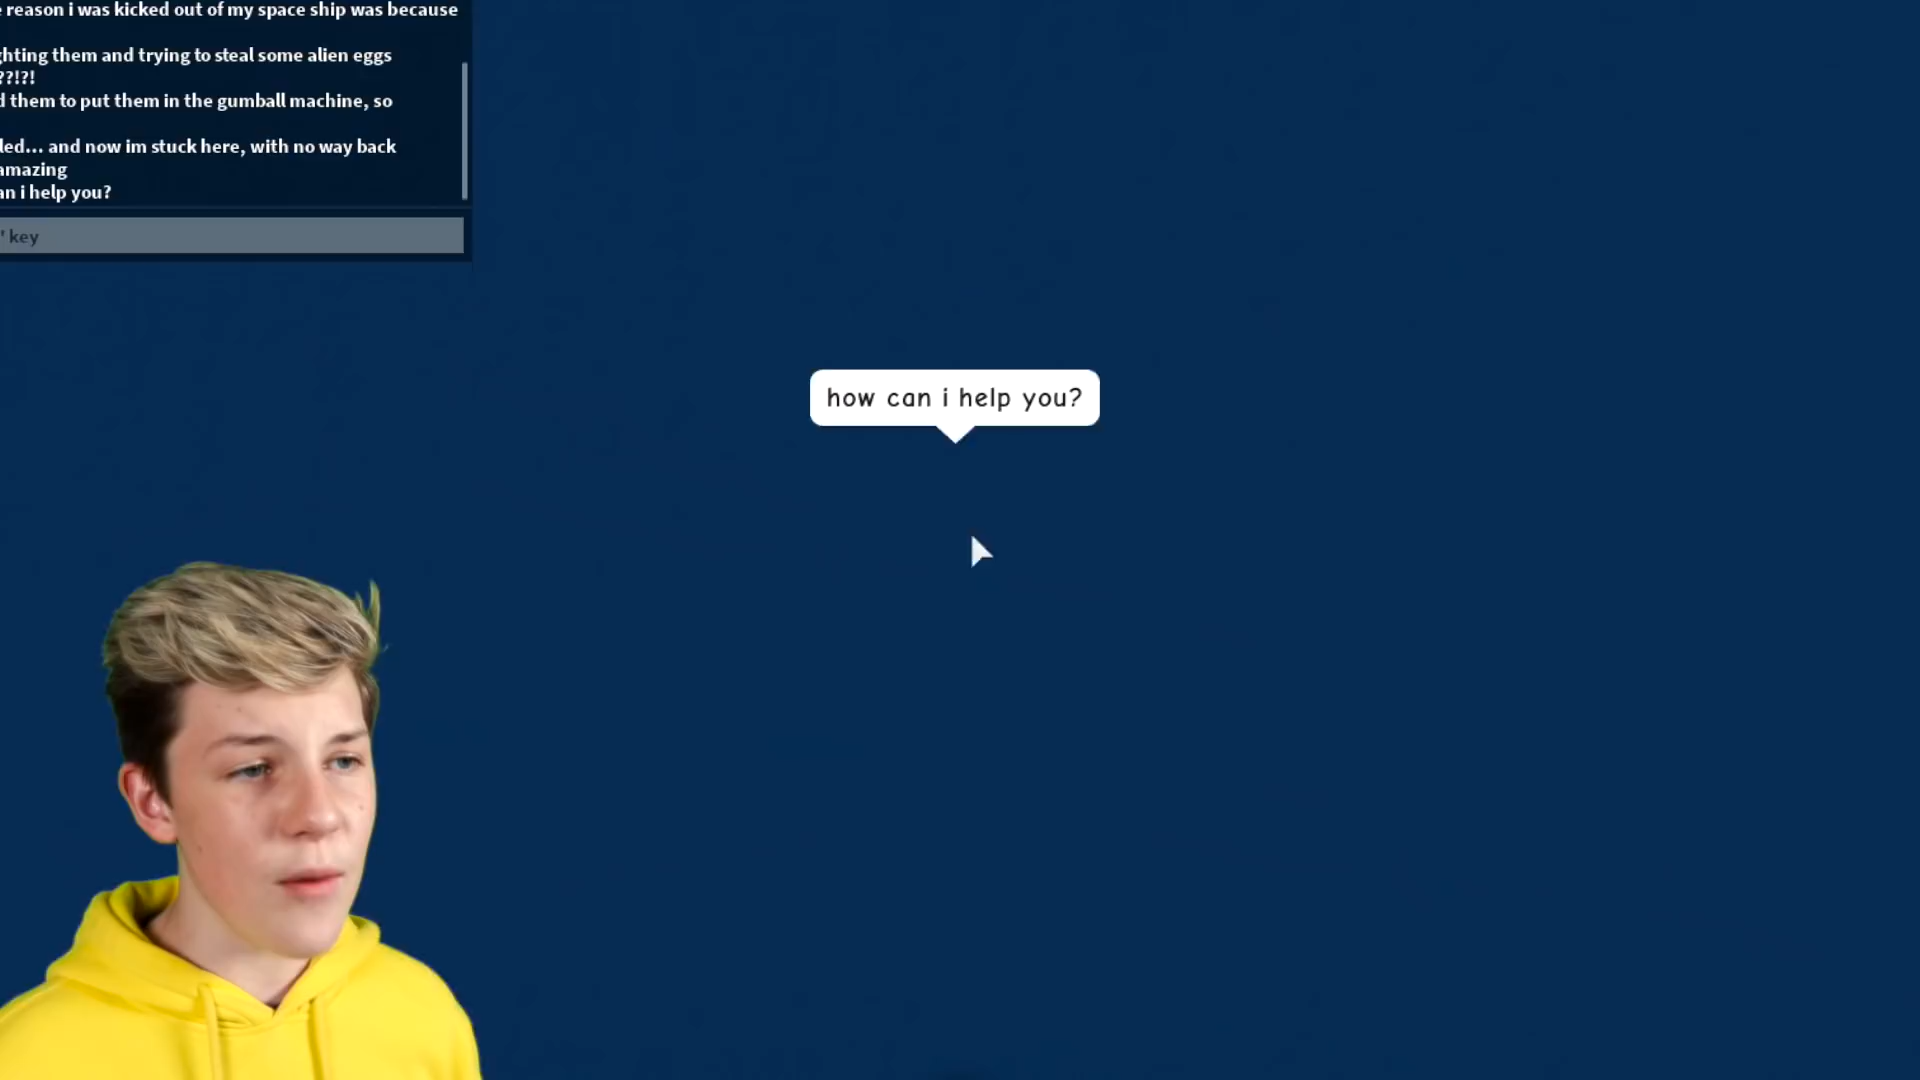 reason i was kicked out of my space ship was because
hting them and trying to steal some alien eggs
??!?!
them to put them in the gumball machine, so
led... and now im stuck here, with no way back
amazing
an i help you?
' key
how can i help you?